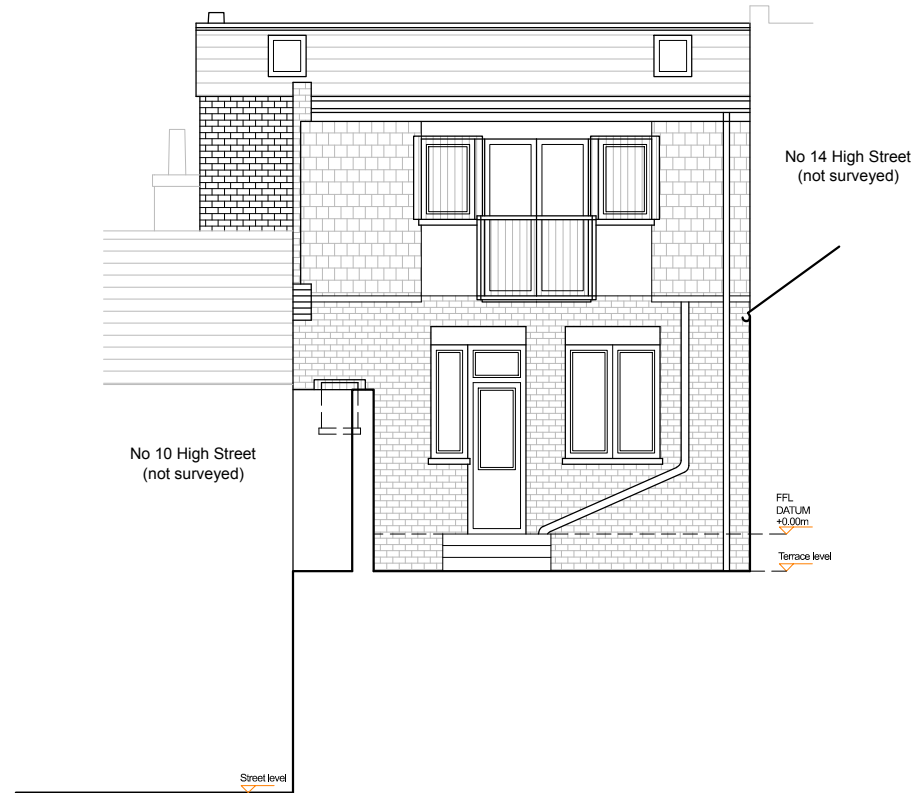 No 14 High Street
(not surveyed)
No 10 High Street
(not surveyed)
FFL
DATUM
+0.00m
Terrace level
Street level